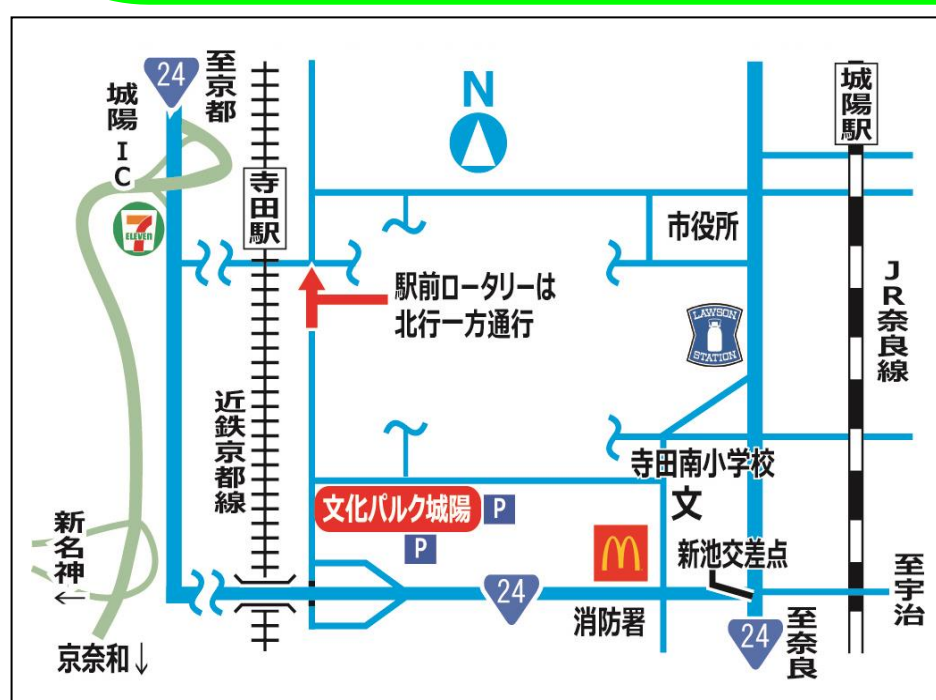 24
至京都
城陽IC
7
ELEVEN
寺田駅
N
城陽駅
市役所
駅前ロータリーは
北行一方通行
LAWSON
STATION
JR奈良線
近鉄京都線
寺田南小学校
文
文化パルク城陽
P
P
新名神
←
新池交差点
至宇治
24
消防署
24
至奈良
京奈和↓